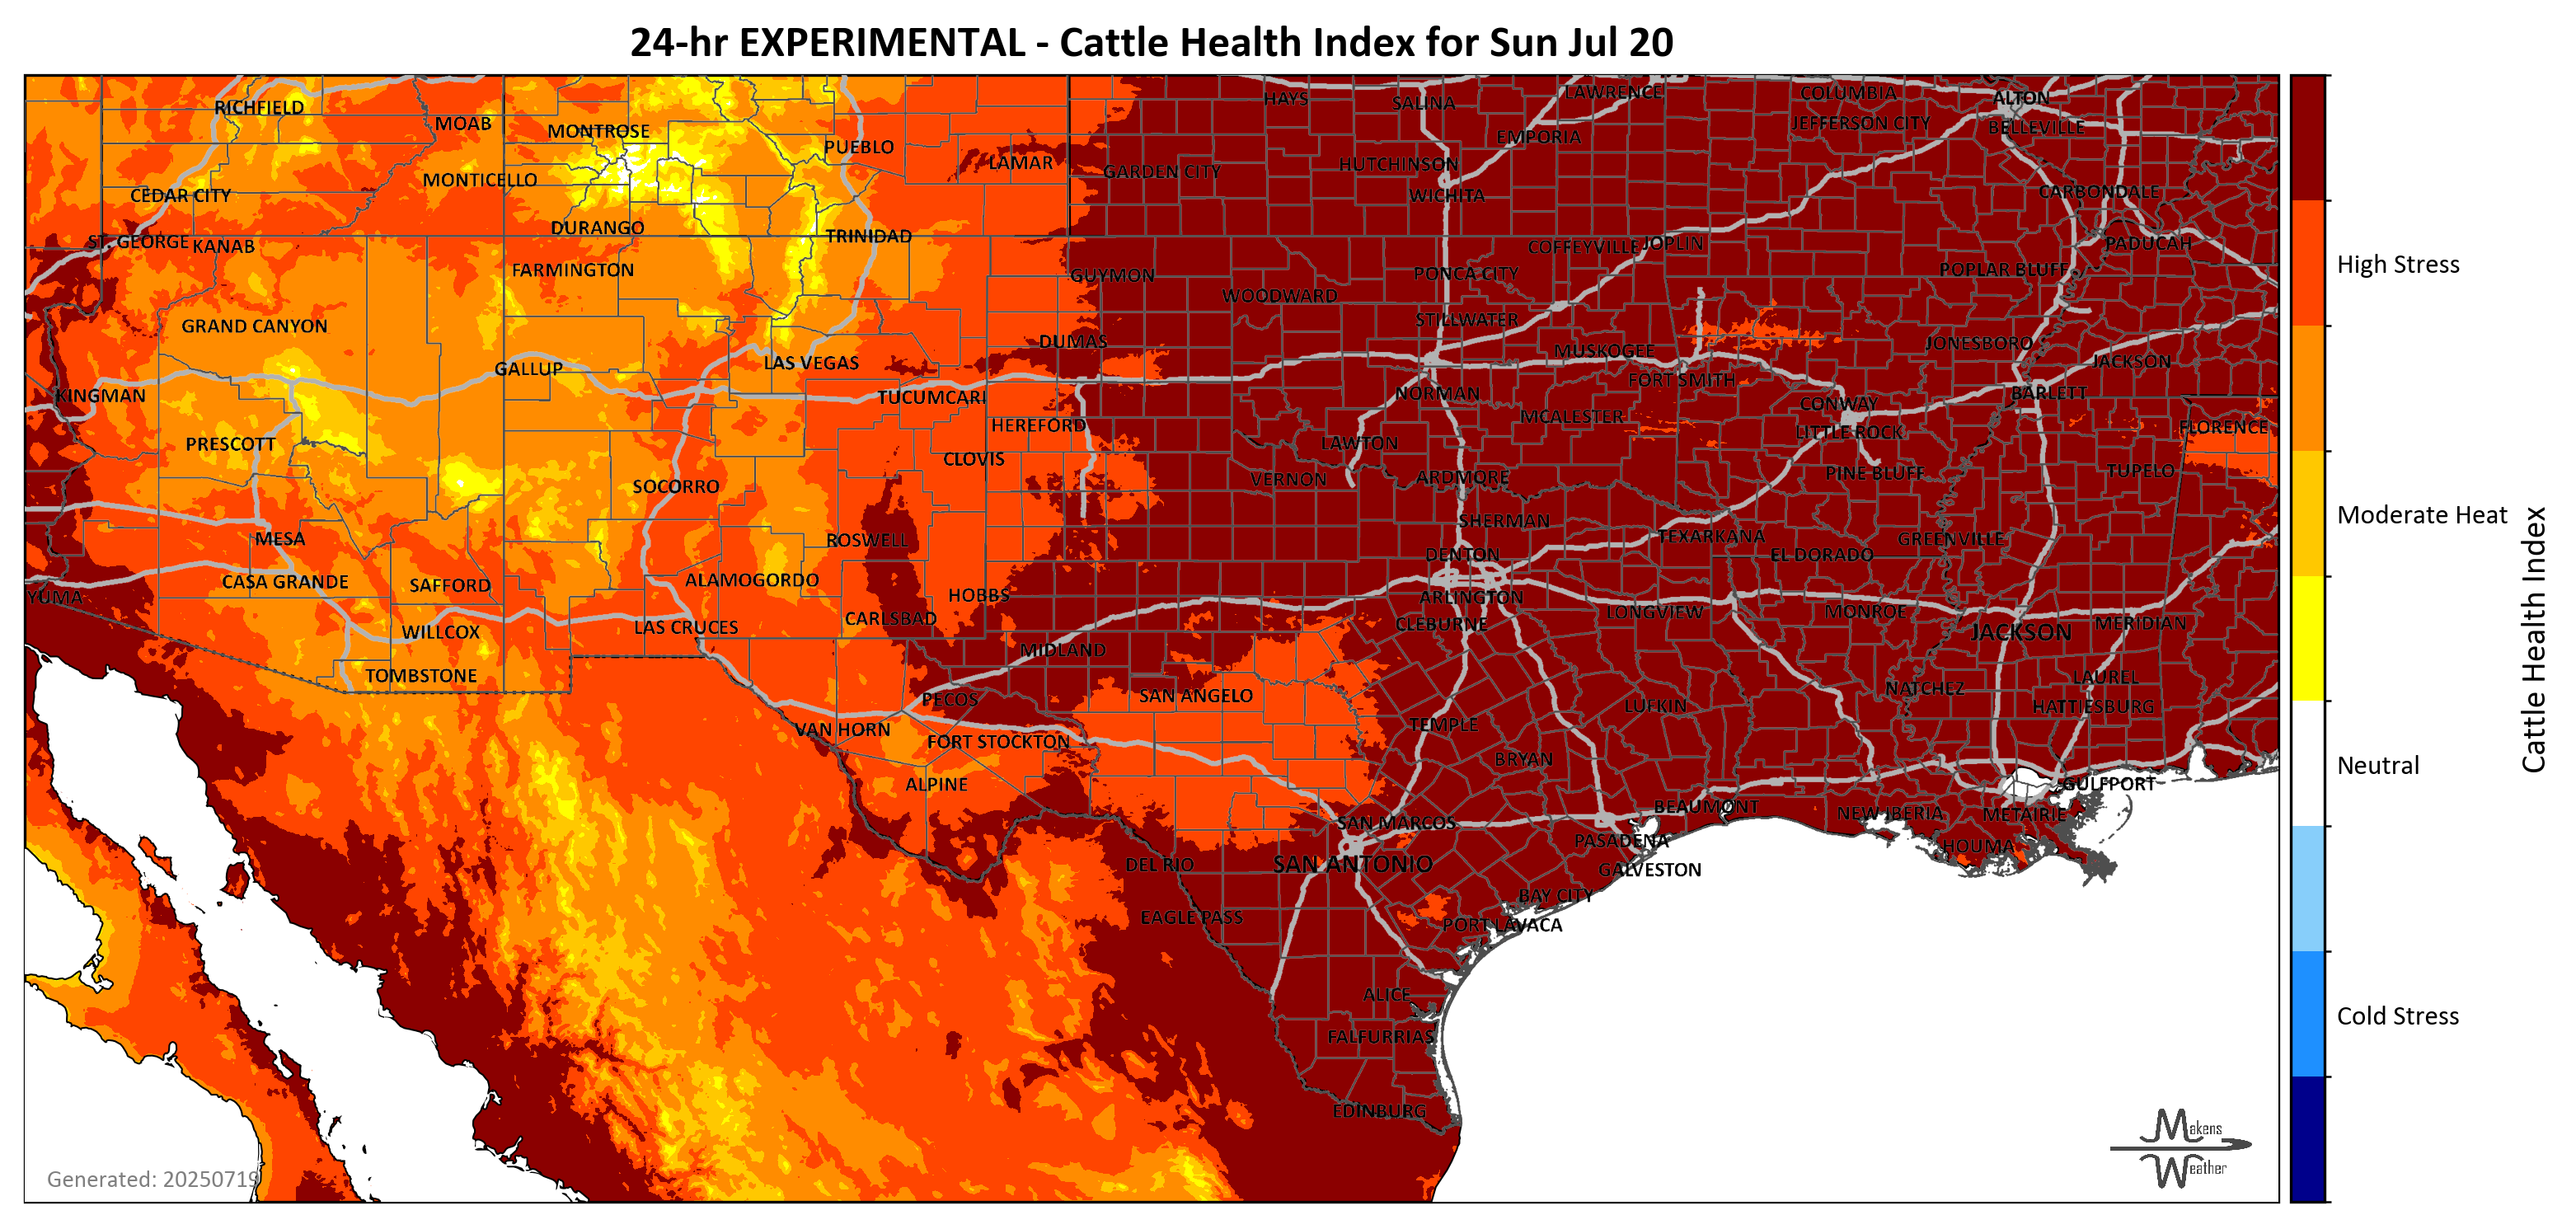 24-hr EXPERIMENTAL - Cattle Health Index for Sun Jul 20
HAYS
SALINA
LAWRENCE
COLUMBIA
ALTON
RICHFIELD
MOAB
MONTROSE
PUEBLO
EMPORIA
JEFFERSON CITY
BELLEVILLE
LAMAR
GARDEN CITY
HUTCHINSON
MONTICELLO
CEDAR CITY
WICHITA
CARBONDALE
DURANGO
TRINIDAD
ST. GEORGE
KANAB
COFFEYVILLE
JOPLIN
PADUCAH
High Stress
FARMINGTON
GUYMON
PONCA CITY
POPLAR BLUFF
WOODWARD
GRAND CANYON
STILLWATER
DUMAS
MUSKOGEE
JONESBORO
GALLUP
LAS VEGAS
JACKSON
FORT SMITH
KINGMAN
TUCUMCARI
NORMAN
BARLETT
CONWAY
MCALESTER
HEREFORD
FLORENCE
PRESCOTT
LAWTON
LITTLE ROCK
CLOVIS
TUPELO
SOCORRO
VERNON
ARDMORE
PINE BLUFF
Moderate Heat
SHERMAN
MESA
ROSWELL
TEXARKANA
GREENVILLE
DENTON
EL DORADO
CASA GRANDE
SAFFORD
ALAMOGORDO
YUMA
HOBBS
ARLINGTON
LONGVIEW
MONROE
CARLSBAD
CLEBURNE
MERIDIAN
WILLCOX
LAS CRUCES
JACKSON
MIDLAND
TOMBSTONE
LAUREL
PECOS
SAN ANGELO
NATCHEZ
LUFKIN
HATTIESBURG
VAN HORN
FORT STOCKTON
TEMPLE
BRYAN
Cattle Health Index
Neutral
ALPINE
GULFPORT
BEAUMONT
NEW IBERIA
METAIRIE
SAN MARCOS
PASADENA
HOUMA
DEL RIO
SAN ANTONIO
GALVESTON
BAY CITY
EAGLE PASS
PORT LAVACA
ALICE
Cold Stress
FALFURRIAS
EDINBURG
Makens
Weather
Generated: 20250719